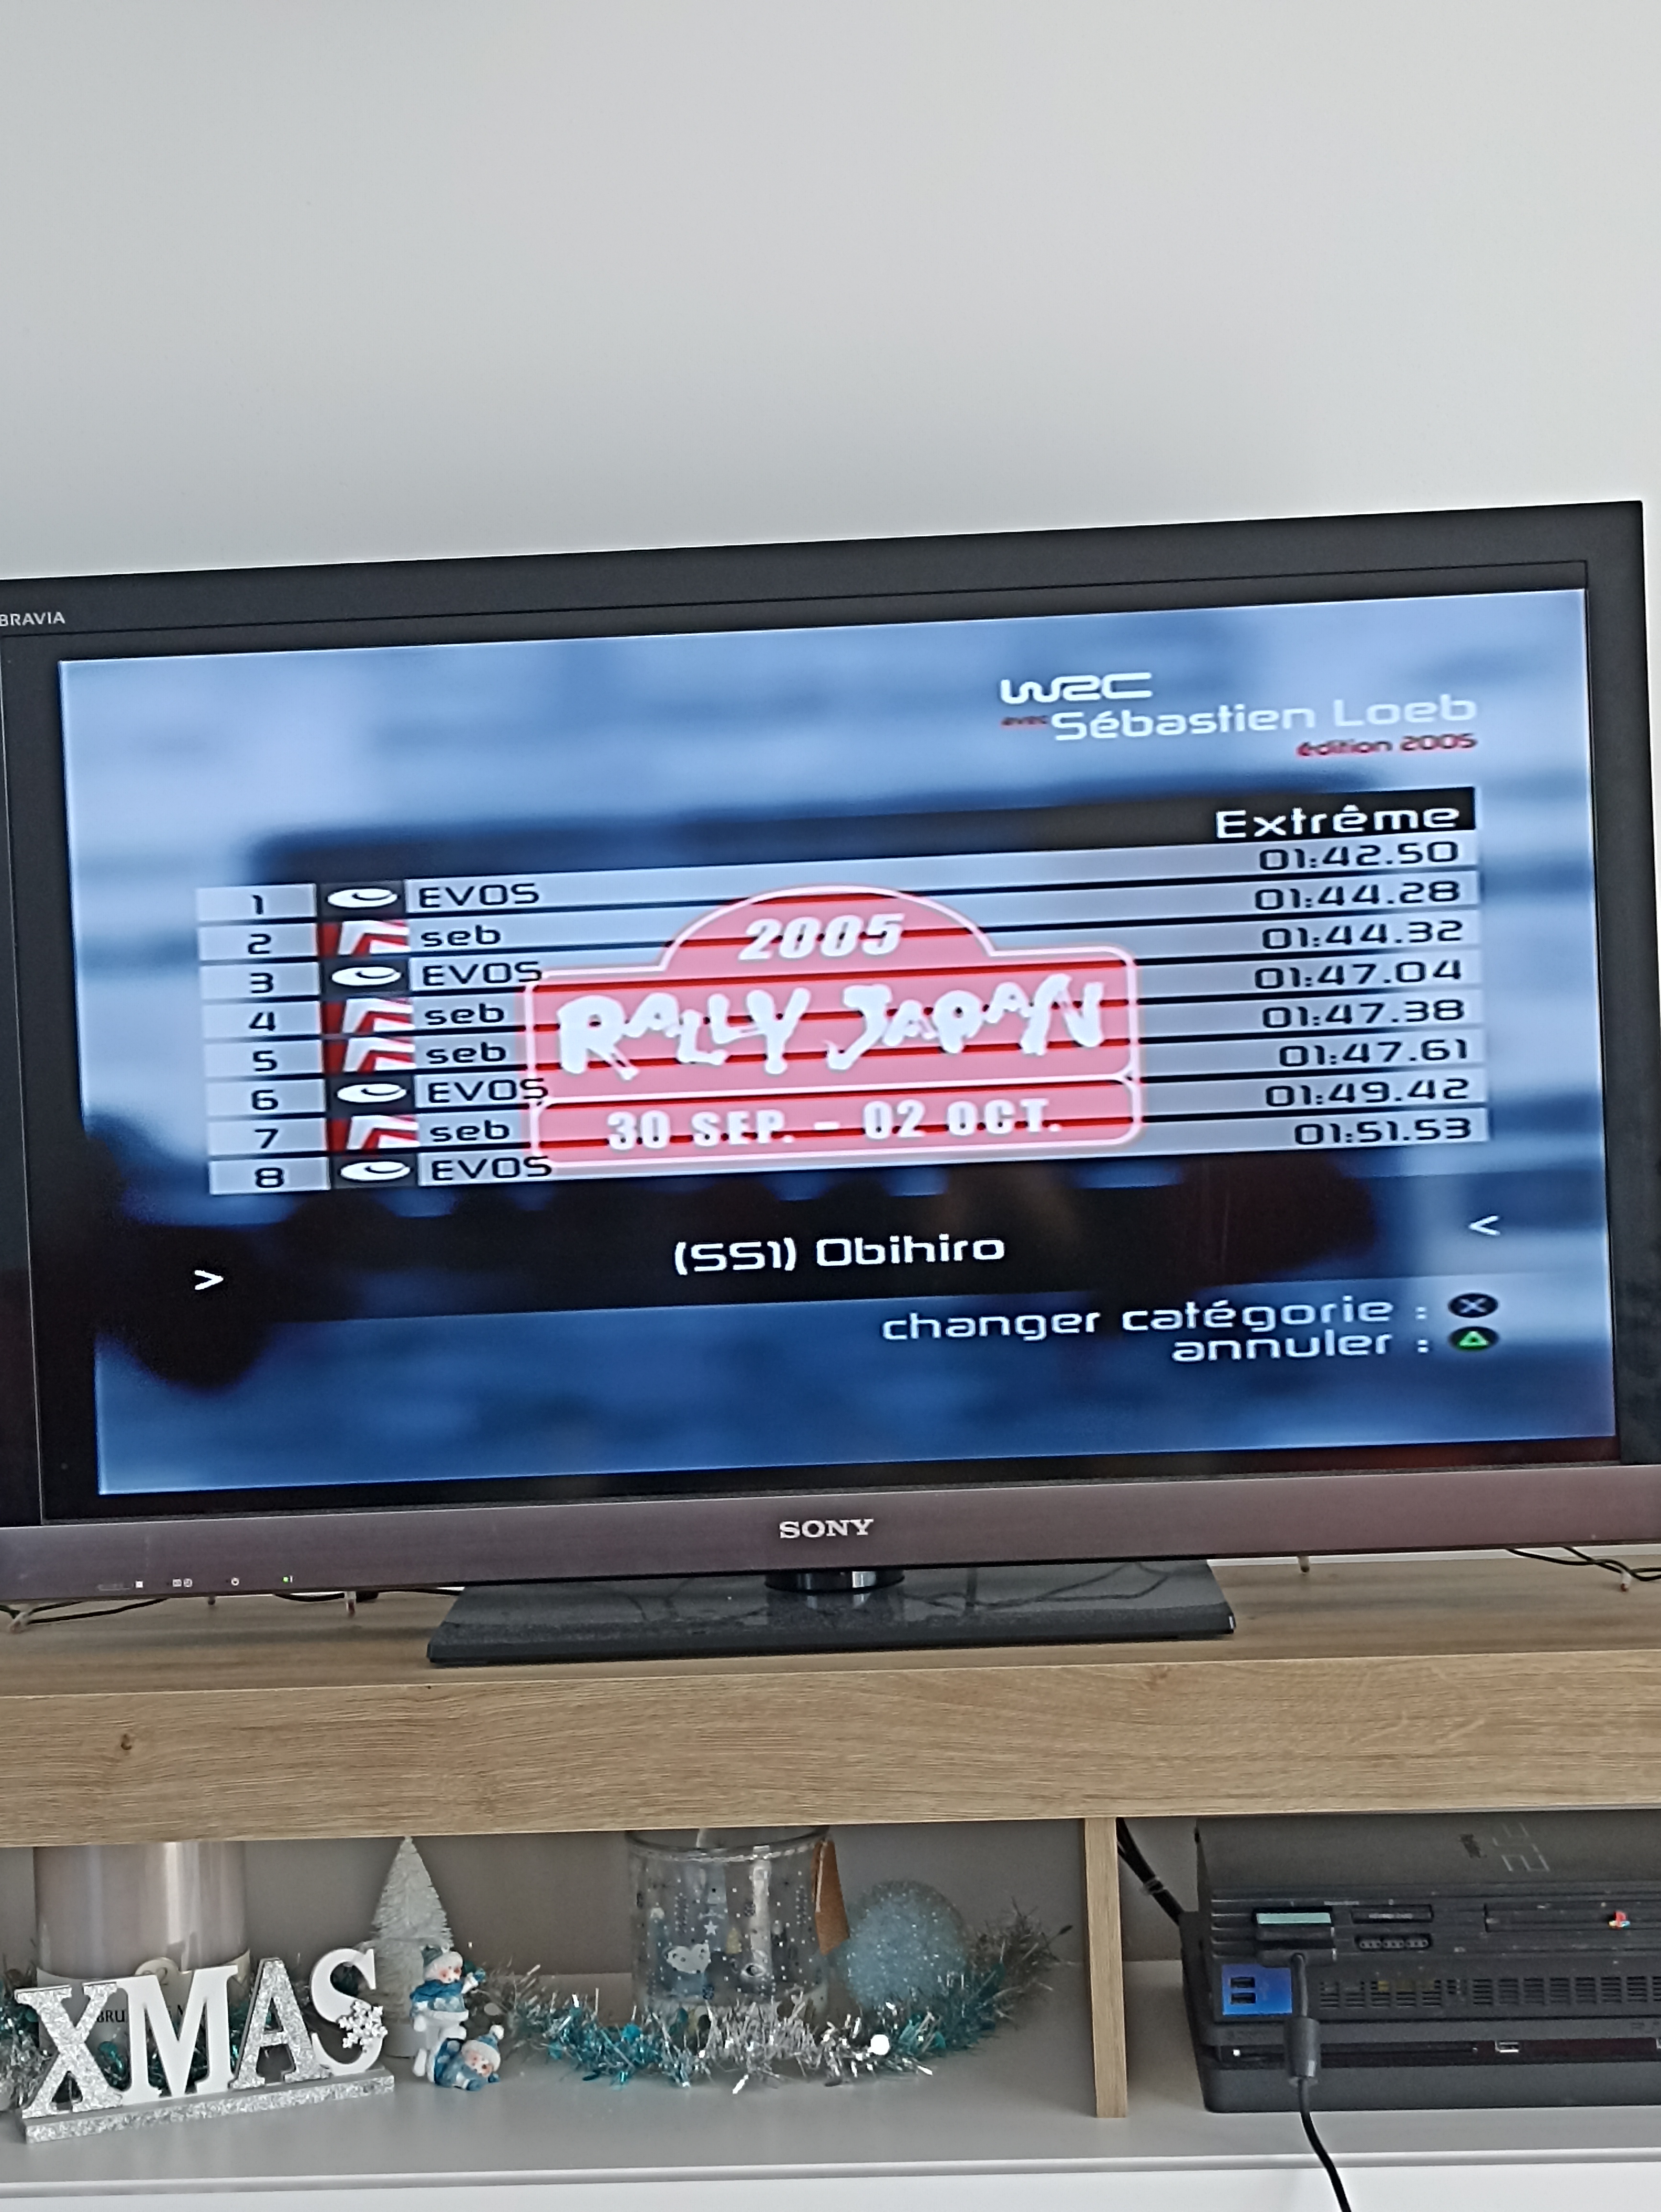 BRAVIA
WRC
avec Sébastien Loeb
édition 2005
Extrême
1 EVOS 01:42.50
2 seb 01:44.28
3 EVOS 01:44.32
4 seb 01:47.04
5 seb 01:47.38
6 EVOS 01:47.61
7 seb 01:49.42
8 EVOS 01:51.53
2005
RALLY JAPAN
30 SEP. - 02 OCT.
> (SS1) Obihiro <
changer catégorie :
annuler :
SONY
BRU
XMAS